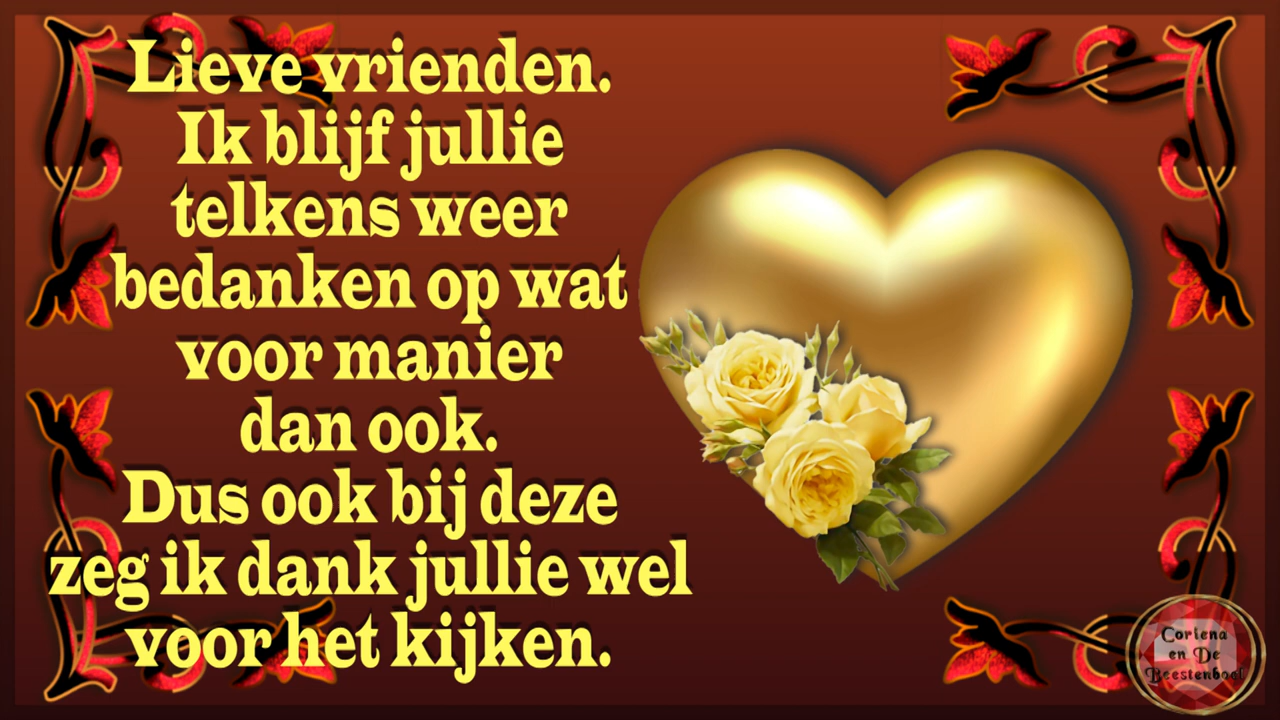 Lieve vrienden.
Ik blijf jullie
telkens weer
bedanken op wat
voor manier
dan ook.
Dus ook bij deze
zeg ik dank jullie wel
voor het kijken.
Corlena
en De
Beestenboel